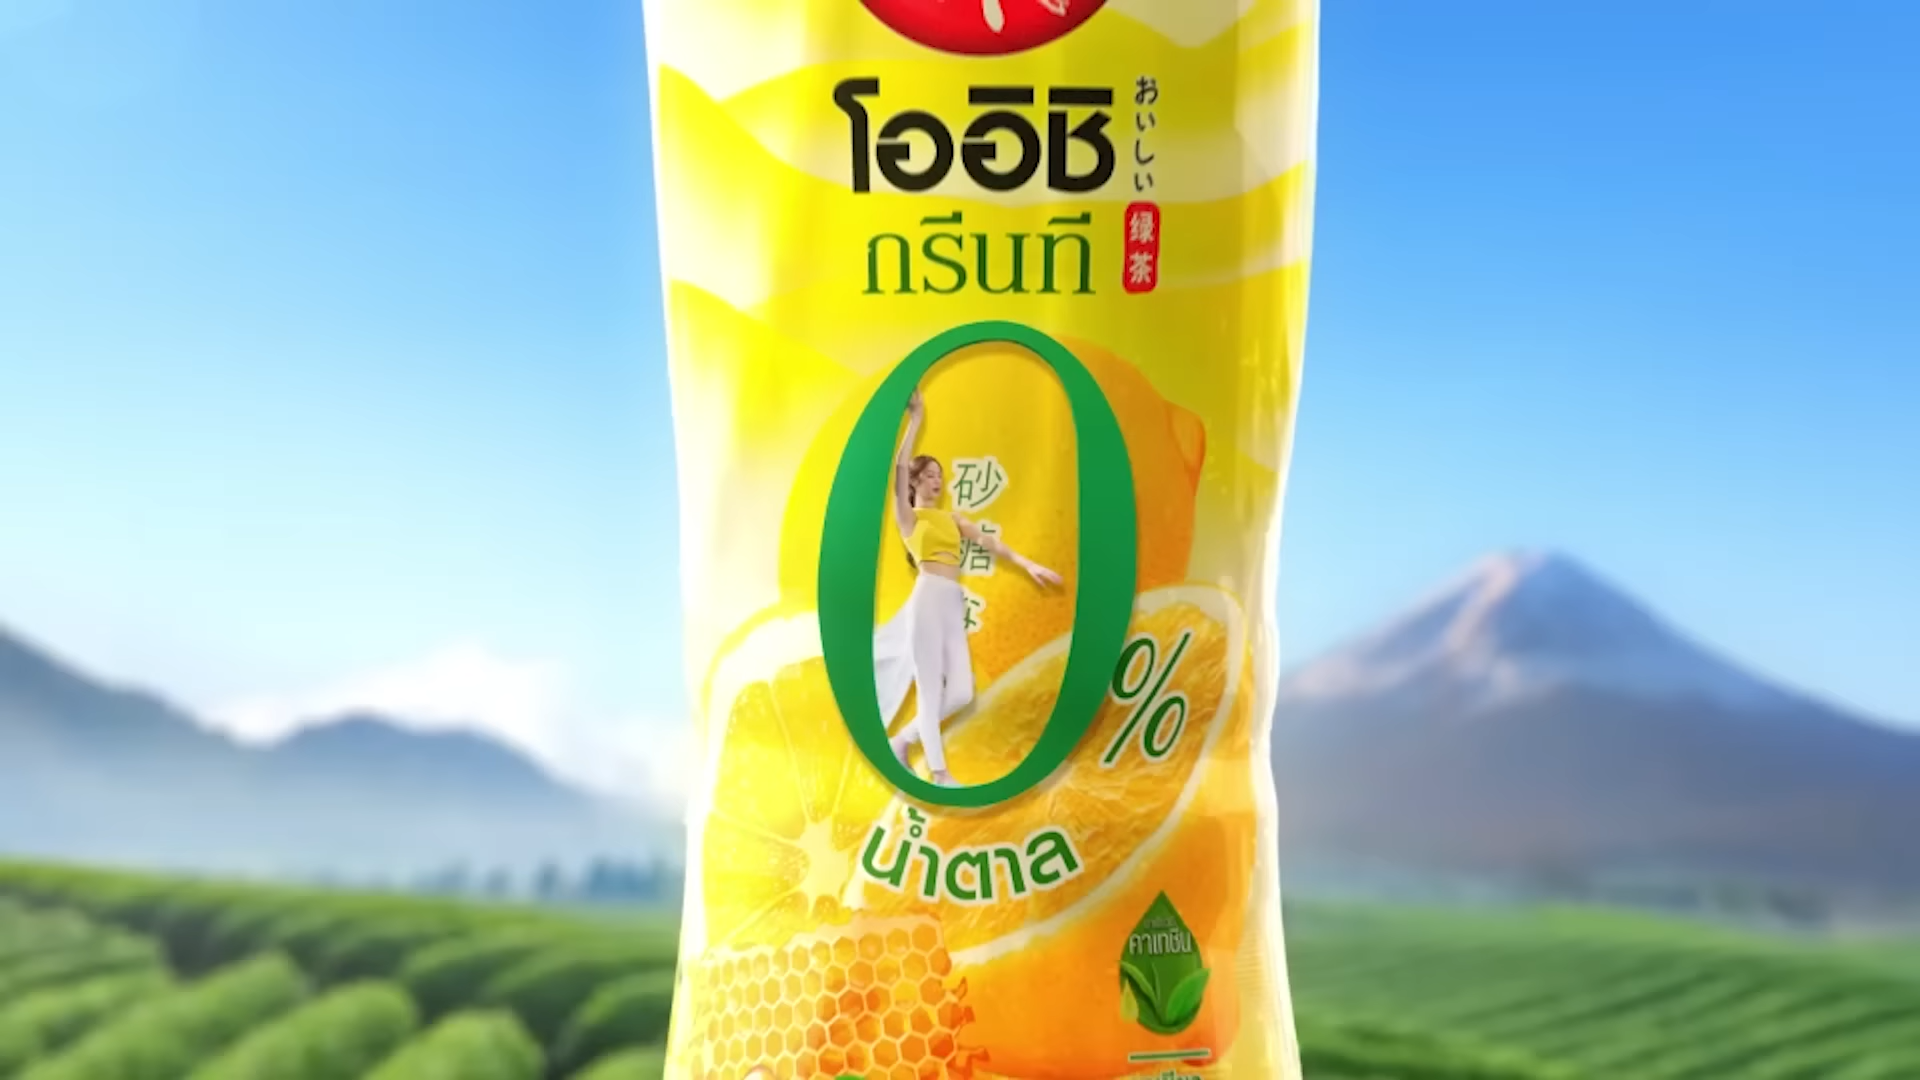 โออิชิ
おいしい
กรีนที
绿茶
0%
砂
น้ำตาล
คาเทชิน